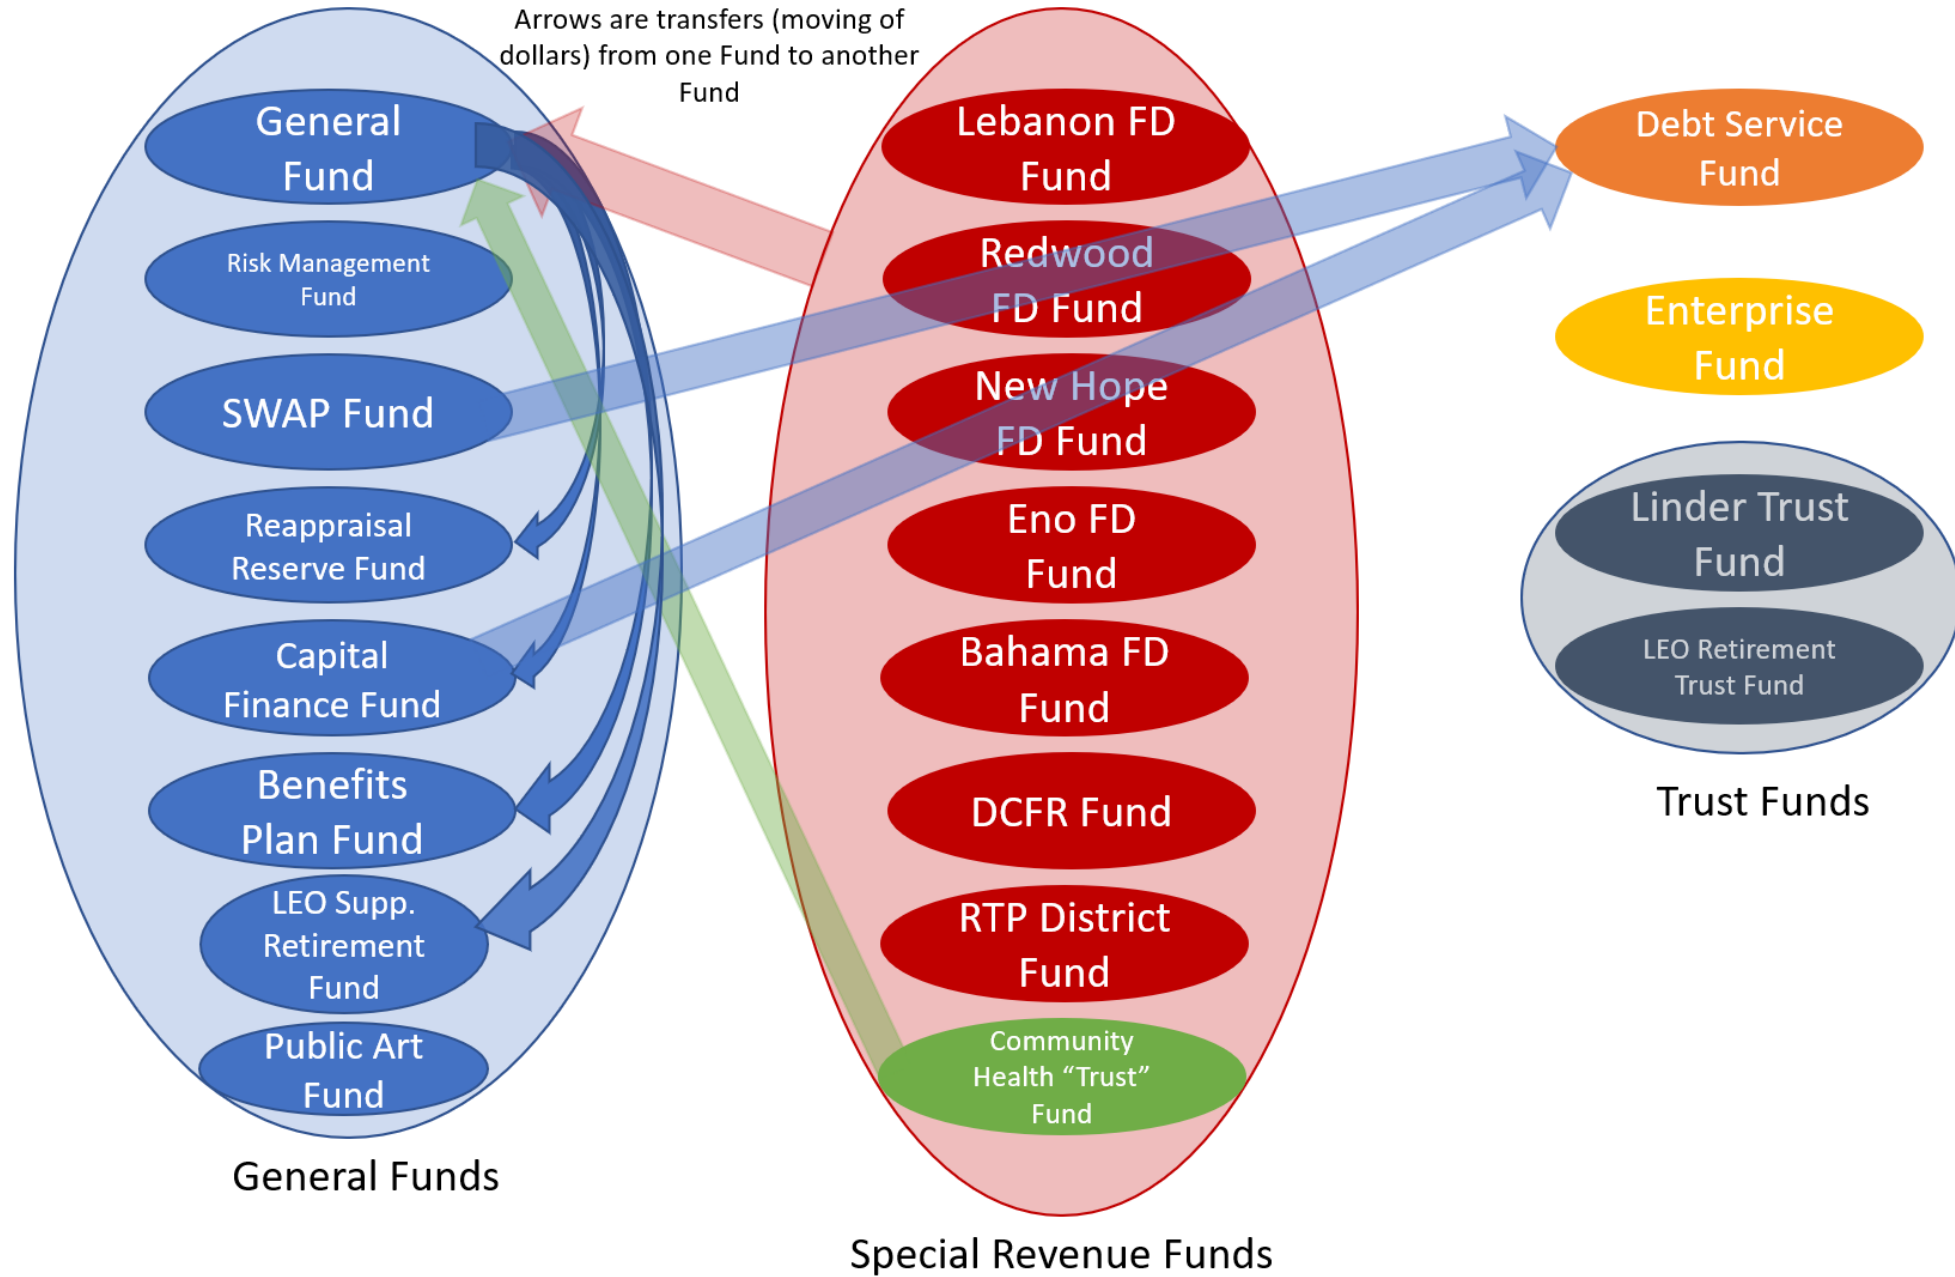 Arrows are transfers (moving of
dollars) from one Fund to another
Fund
General
Fund
Risk Management
Fund
SWAP Fund
Reappraisal
Reserve Fund
Capital
Finance Fund
Benefits
Plan Fund
LEO Supp.
Retirement
Fund
Public Art
Fund
General Funds
Lebanon FD
Fund
Redwood
FD Fund
New Hope
FD Fund
Eno FD
Fund
Bahama FD
Fund
DCFR Fund
RTP District
Fund
Community
Health “Trust”
Fund
Special Revenue Funds
Debt Service
Fund
Enterprise
Fund
Linder Trust
Fund
LEO Retirement
Trust Fund
Trust Funds